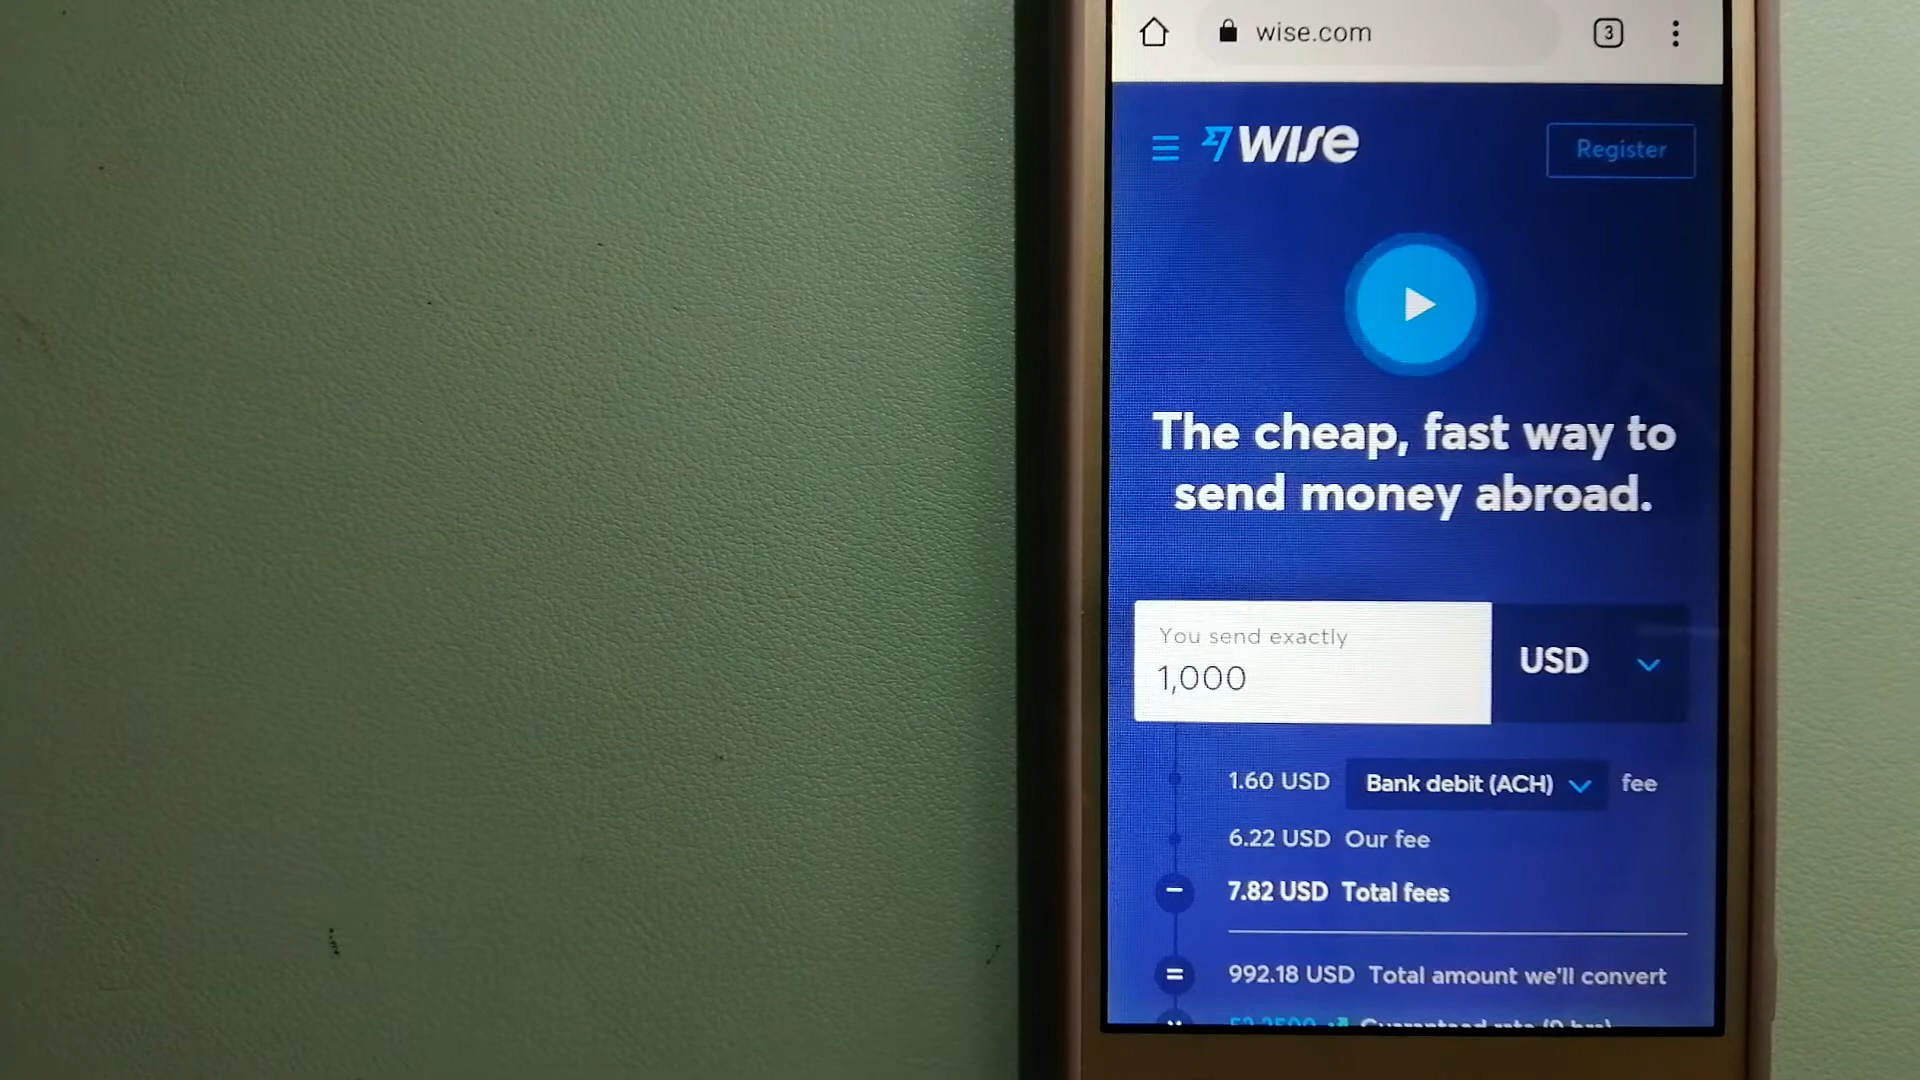 wise.com
3
wise
Register
The cheap, fast way to
send money abroad.
You send exactly
1,000
USD
1.60 USD Bank debit (ACH) fee
6.22 USD Our fee
7.82 USD Total fees
992.18 USD Total amount we'll convert